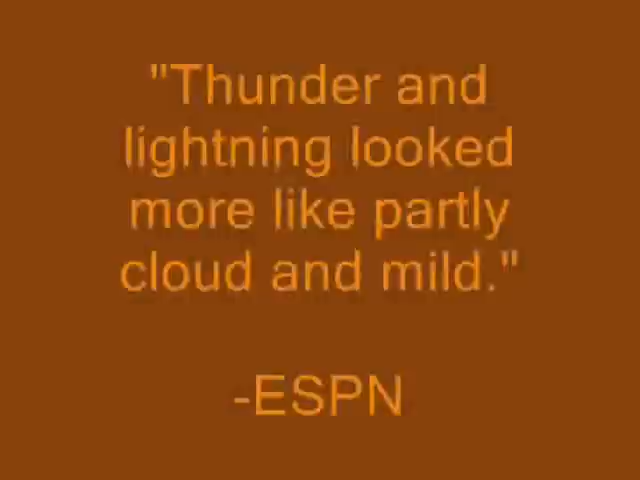 "Thunder and
lightning looked
more like partly
cloud and mild."
-ESPN